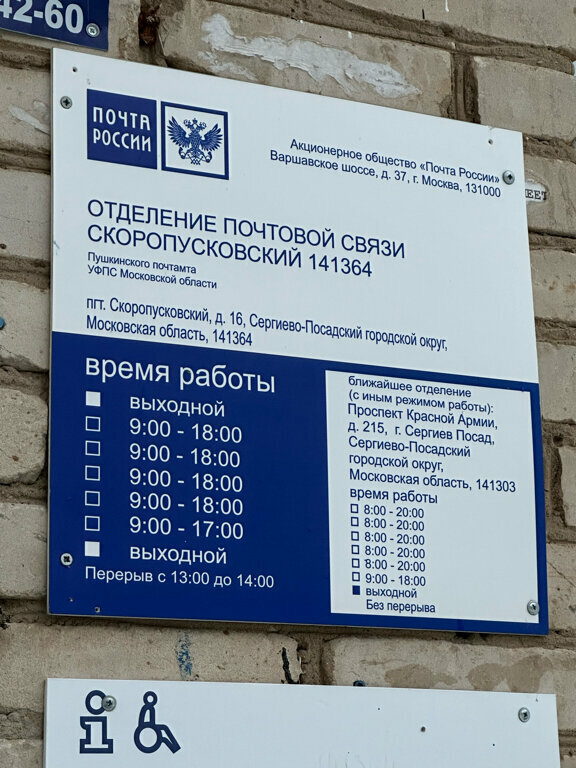 42-60
ПОЧТА
РОССИИ
Акционерное общество «Почта России»
Варшавское шоссе, д. 37, г. Москва, 131000
ЕЕТ
ОТДЕЛЕНИЕ ПОЧТОВОЙ СВЯЗИ
СКОРОПУСКОВСКИЙ 141364
Пушкинского почтамта
УФПС Московской области
пгт. Скоропусковский, д. 16, Сергиево-Посадский городской округ,
Московская область, 141364
время работы
выходной
9:00 - 18:00
9:00 - 18:00
9:00 - 18:00
9:00 - 18:00
9:00 - 17:00
выходной
Перерыв с 13:00 до 14:00
ближайшее отделение
(с иным режимом работы):
Проспект Красной Армии,
д. 215, г. Сергиев Посад,
Сергиево-Посадский
городской округ,
Московская область, 141303
время работы
8:00 - 20:00
8:00 - 20:00
8:00 - 20:00
8:00 - 20:00
8:00 - 20:00
9:00 - 18:00
выходной
Без перерыва